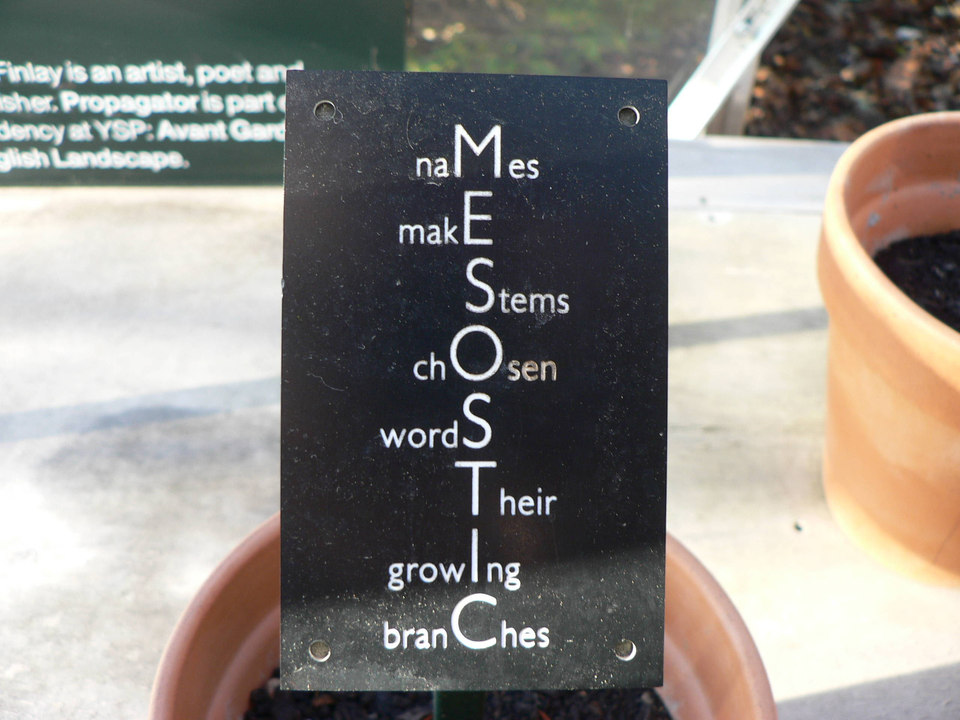 Finlay is an artist, poet and
isher. Propagator is part
dency at YSP: Avant Gard
glish Landscape.
naMes
makE
Stems
chOsen
wordS
Their
growIng
branChes